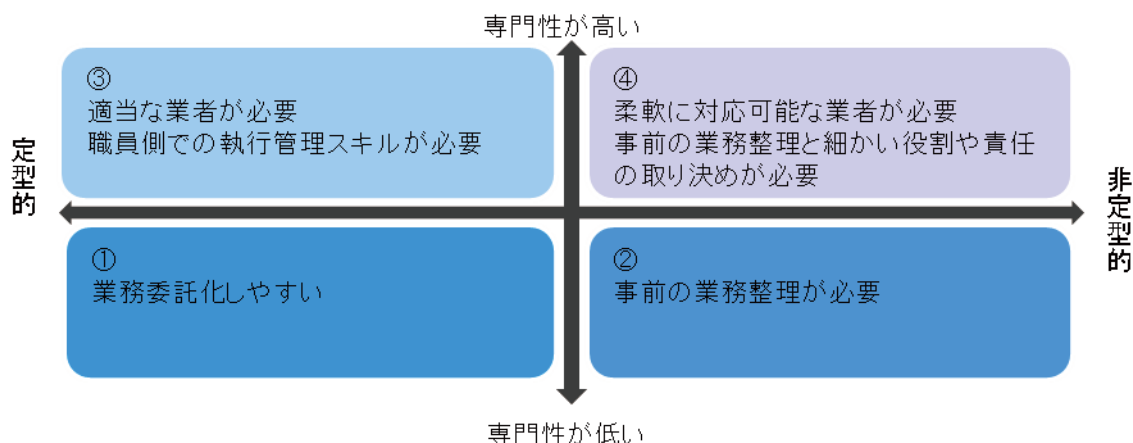 専門性が高い
③
適当な業者が必要
職員側での執行管理スキルが必要
④
柔軟に対応可能な業者が必要
事前の業務整理と細かい役割や責任
の取り決めが必要
定型的
非定型的
①
業務委託化しやすい
②
事前の業務整理が必要
専門性が低い